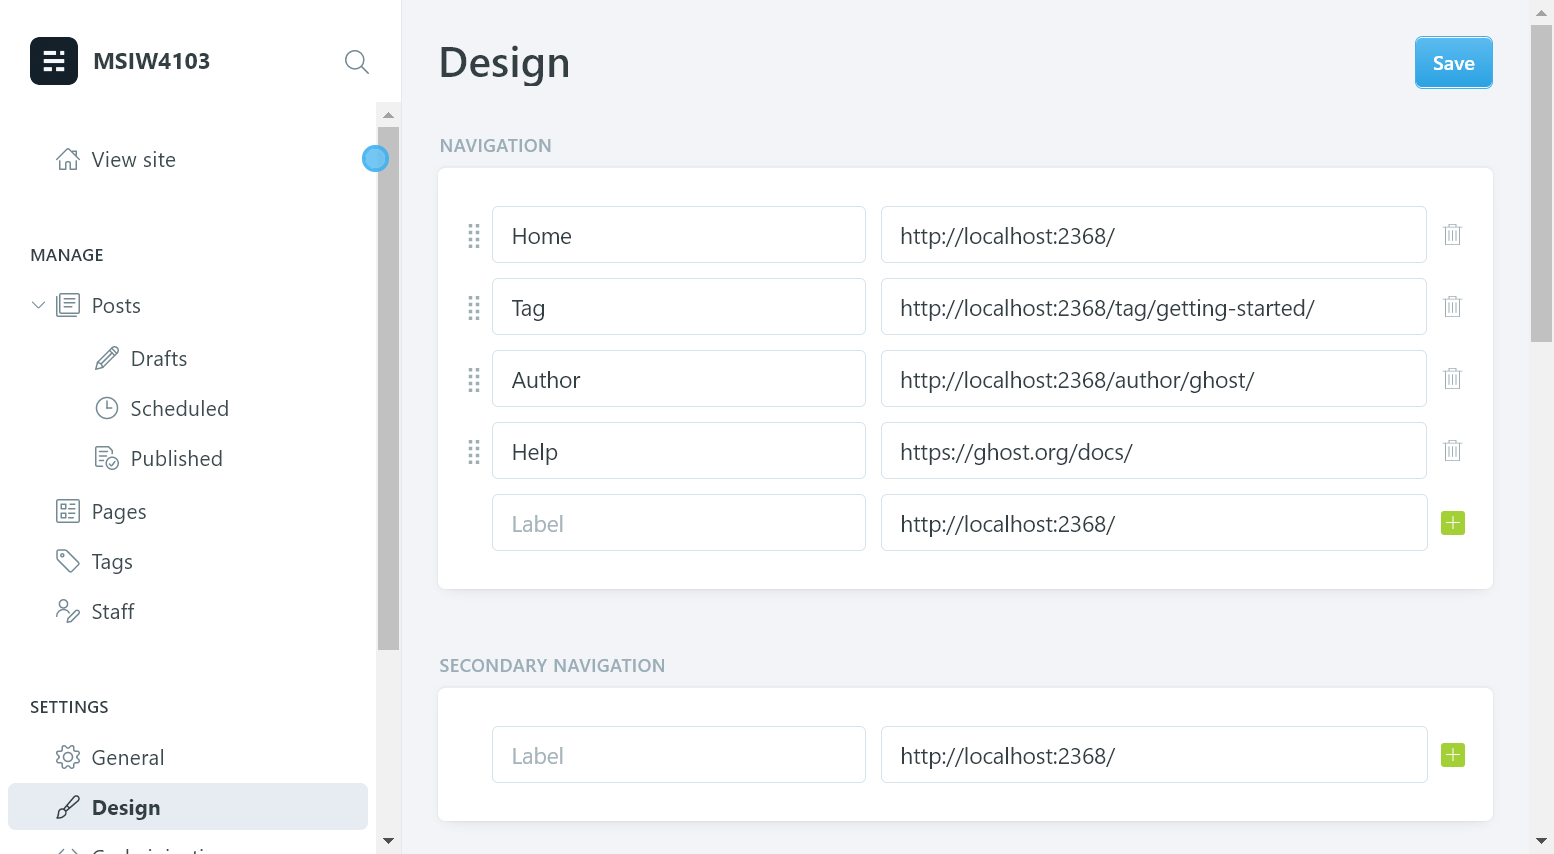 MSIW4103
View site
MANAGE
Posts
Drafts
Scheduled
Published
Pages
Tags
Staff
SETTINGS
General
Design
Design
Save
NAVIGATION
Home http://localhost:2368/
Tag http://localhost:2368/tag/getting-started/
Author http://localhost:2368/author/ghost/
Help https://ghost.org/docs/
Label http://localhost:2368/
SECONDARY NAVIGATION
Label http://localhost:2368/